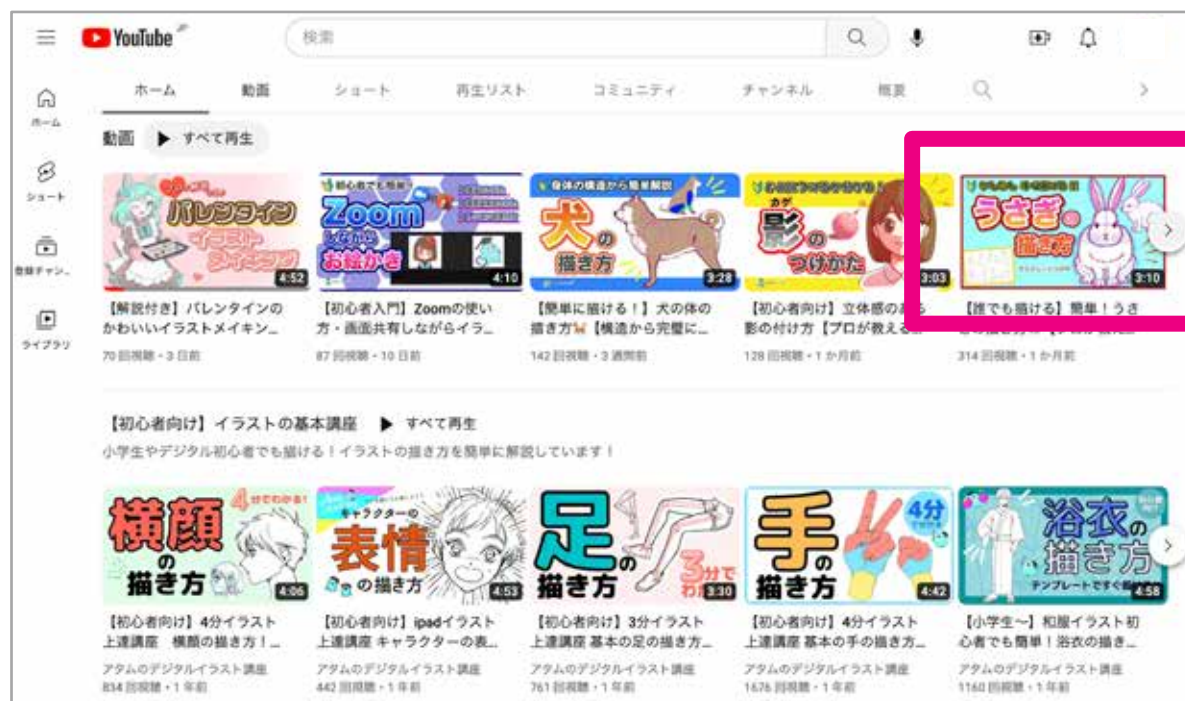 YouTube JP
検索
ホーム
ショート
登録チャン...
ライブラリ
ホーム 動画 ショート 再生リスト コミュニティ チャンネル 概要
動画 すべて再生
バレンタイン
イラスト
メイキング
4:52
初心者でも簡単
Zoom
しながら
お絵かき
4:10
身体の構造から簡単解説
犬の
描き方
3:28
カゲ
影の
つけかた
3:03
うさぎの
描き方
3:10
【解説付き】バレンタインの
かわいいイラストメイキン...
70 回視聴・3 日前
【初心者入門】Zoomの使い
方・画面共有しながらイラ...
87 回視聴・10 日前
【簡単に描ける!】犬の体の
描き方🐕【構造から完璧に...
142 回視聴・3 週間前
【初心者向け】立体感のある
影の付け方【プロが教える...
128 回視聴・1 か月前
【誰でも描ける】簡単!うさ
314 回視聴・1 か月前
【初心者向け】イラストの基本講座 すべて再生
小学生やデジタル初心者でも描ける!イラストの描き方を簡単に解説しています!
4分でわかる!
横顔
の
描き方
4:06
キャラクターの
表情
の描き方
4:53
足の
描き方
3分で
3:30
手の
描き方
4分
4:42
浴衣の
描き方
4:58
【初心者向け】4分イラスト
上達講座 横顔の描き方!...
アタムのデジタルイラスト講座
834 回視聴・1 年前
【初心者向け】ipadイラスト
上達講座 キャラクターの表...
アタムのデジタルイラスト講座
442 回視聴・1 年前
【初心者向け】3分イラスト
上達講座 基本の足の描き方...
アタムのデジタルイラスト講座
761 回視聴・1 年前
【初心者向け】4分イラスト
上達講座 基本の手の描き方...
アタムのデジタルイラスト講座
1676 回視聴・1 年前
【小学生~】和服イラスト初
心者でも簡単!浴衣の描き...
アタムのデジタルイラスト講座
1160 回視聴・1 年前